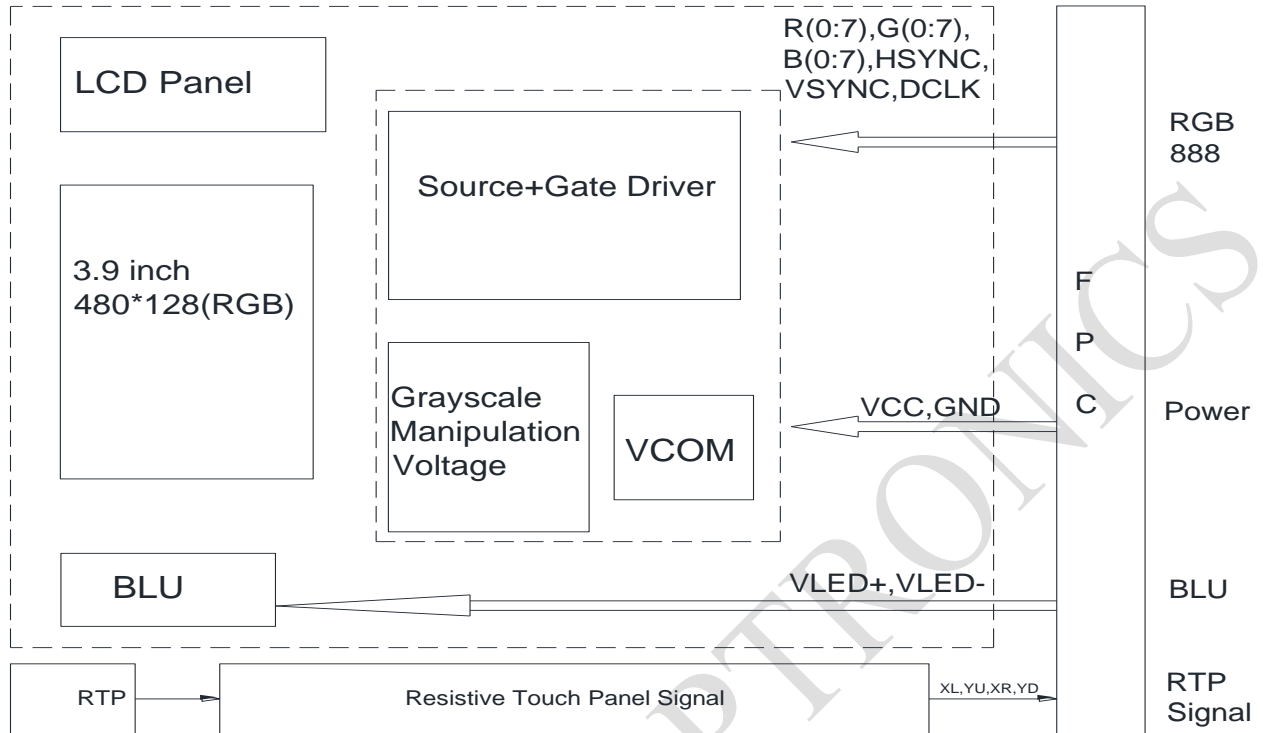 R(0:7),G(0:7),
B(0:7),HSYNC,
VSYNC,DCLK
LCD Panel
RGB
888
Source+Gate Driver
3.9 inch
480*128(RGB)
F
P
C
Grayscale
Manipulation
Voltage
VCOM
VCC,GND
Power
BLU
VLED+,VLED-
BLU
RTP
Resistive Touch Panel Signal
XL,YU,XR,YD
RTP
Signal
PTRONICS